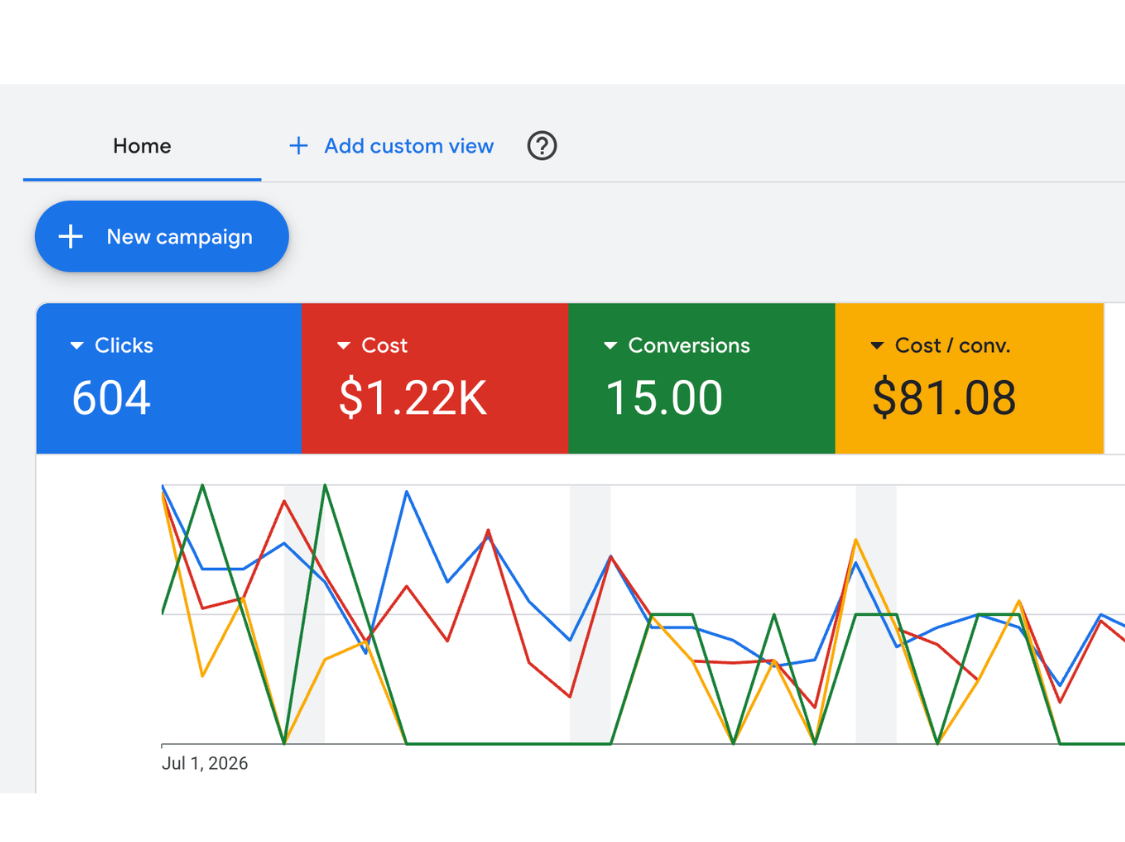 Home
Add custom view
New campaign
Clicks
604
Cost
$1.22K
Conversions
15.00
Cost / conv.
$81.08
Jul 1, 2026